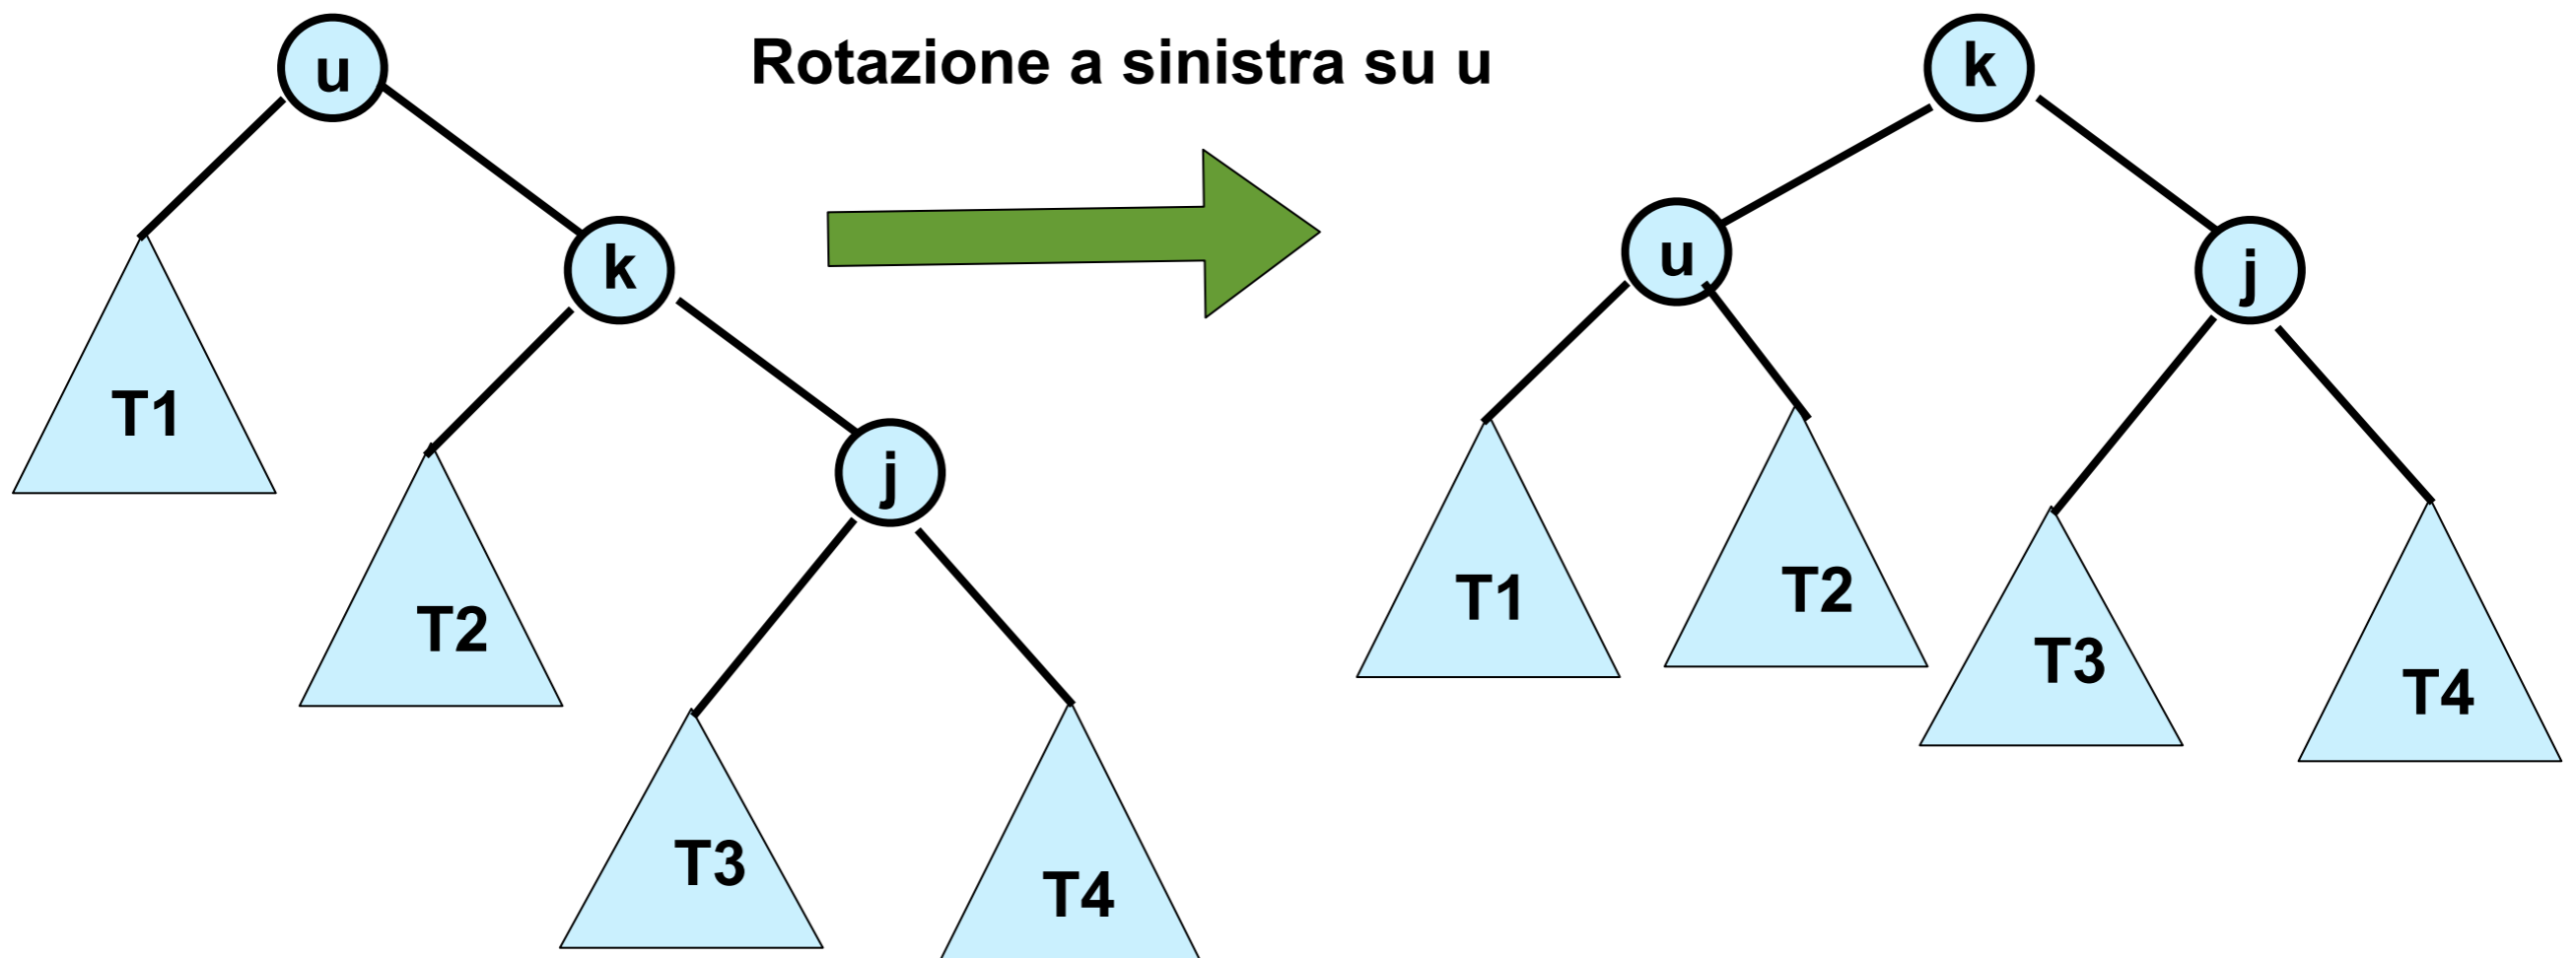 u
Rotazione a sinistra su u
k
k
u
j
T1
j
T2
T1
T2
T3
T4
T3
T4